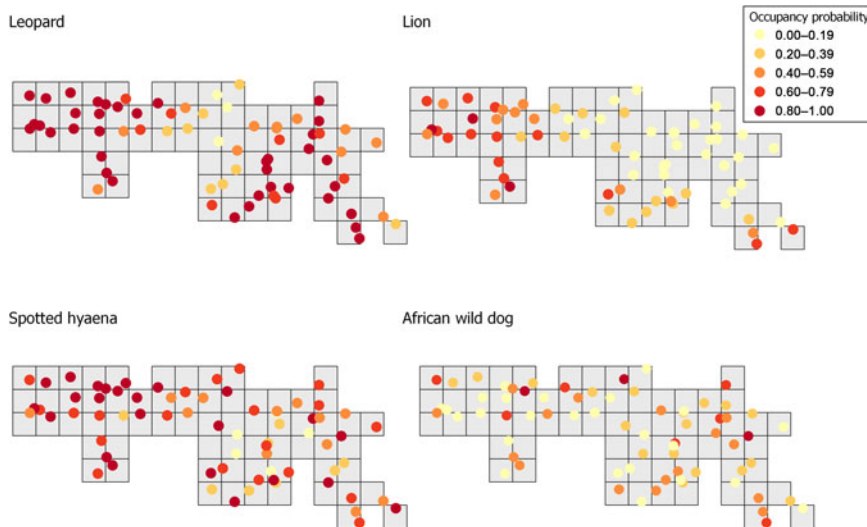 Leopard
Lion
Occupancy probability
0.00–0.19
0.20–0.39
0.40–0.59
0.60–0.79
0.80–1.00
Spotted hyaena
African wild dog